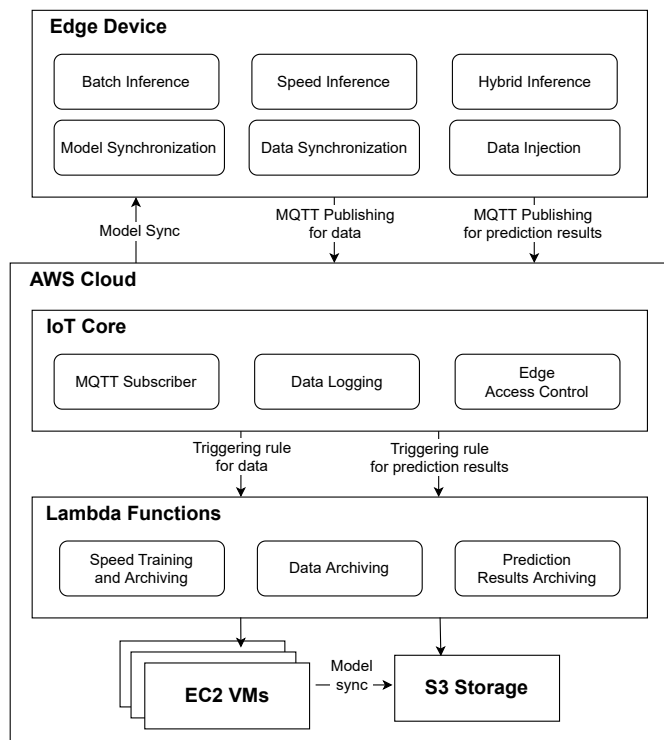 Edge Device
Batch Inference
Speed Inference
Hybrid Inference
Model Synchronization
Data Synchronization
Data Injection
Model Sync
MQTT Publishing
for data
MQTT Publishing
for prediction results
AWS Cloud
IoT Core
MQTT Subscriber
Data Logging
Edge
Access Control
Triggering rule
for data
Triggering rule
for prediction results
Lambda Functions
Speed Training
and Archiving
Data Archiving
Prediction
Results Archiving
EC2 VMs
Model
sync
S3 Storage